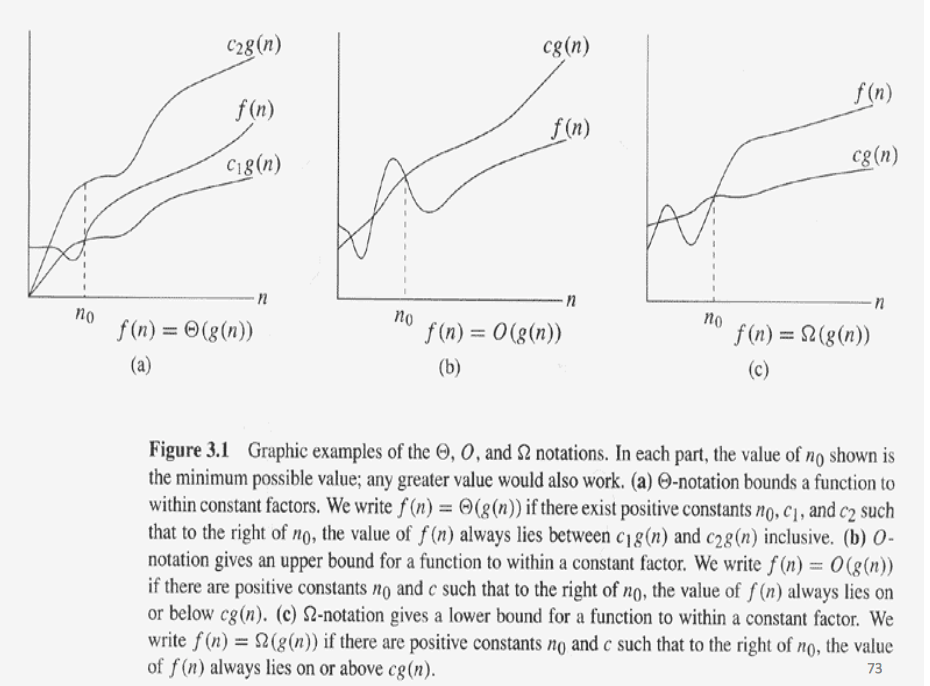 c₂g(n)
f(n)
c₁g(n)
n
n₀
f(n) = Θ(g(n))
(a)
cg(n)
f(n)
n
n₀
f(n) = O(g(n))
(b)
f(n)
cg(n)
n
n₀
f(n) = Ω(g(n))
(c)
Figure 3.1 Graphic examples of the Θ, O, and Ω notations. In each part, the value of n₀ shown is
the minimum possible value; any greater value would also work. (a) Θ-notation bounds a function to
within constant factors. We write f(n) = Θ(g(n)) if there exist positive constants n₀, c₁, and c₂ such
that to the right of n₀, the value of f(n) always lies between c₁g(n) and c₂g(n) inclusive. (b) O-
notation gives an upper bound for a function to within a constant factor. We write f(n) = O(g(n))
if there are positive constants n₀ and c such that to the right of n₀, the value of f(n) always lies on
or below cg(n). (c) Ω-notation gives a lower bound for a function to within a constant factor. We
write f(n) = Ω(g(n)) if there are positive constants n₀ and c such that to the right of n₀, the value
of f(n) always lies on or above cg(n).
73